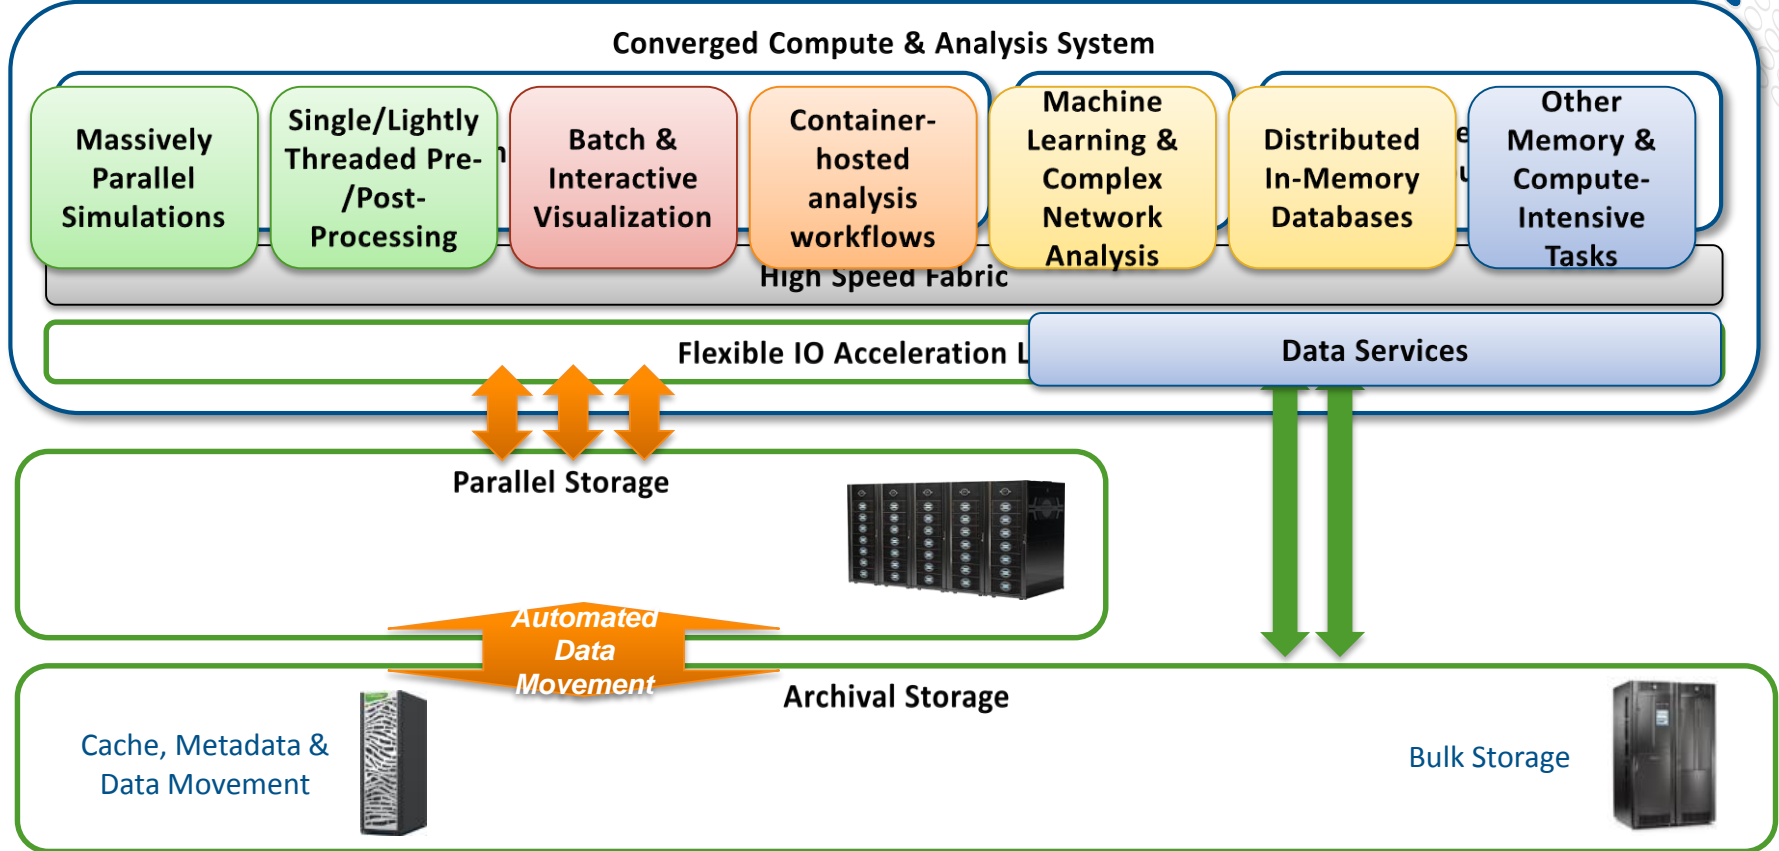 Converged Compute & Analysis System
Massively
Parallel
Simulations
Single/Lightly
Threaded Pre-
/Post-
Processing
Batch &
Interactive
Visualization
Container-
hosted
analysis
workflows
Machine
Learning &
Complex
Network
Analysis
Distributed
In-Memory
Databases
Other
Memory &
Compute-
Intensive
Tasks
High Speed Fabric
Flexible IO Acceleration
Data Services
Parallel Storage
Automated
Data
Movement
Archival Storage
Cache, Metadata &
Data Movement
Bulk Storage